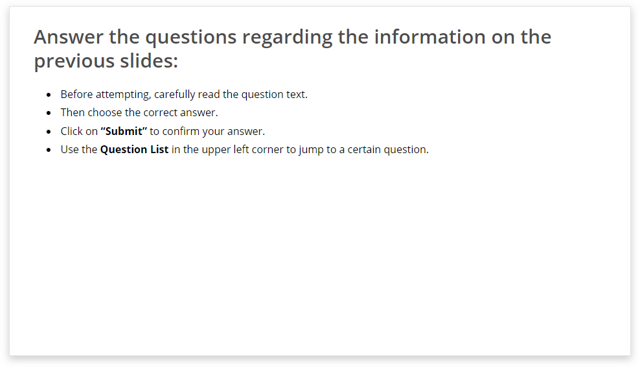 Answer the questions regarding the information on the
previous slides:
• Before attempting, carefully read the question text.
• Then choose the correct answer.
• Click on “Submit” to confirm your answer.
• Use the Question List in the upper left corner to jump to a certain question.